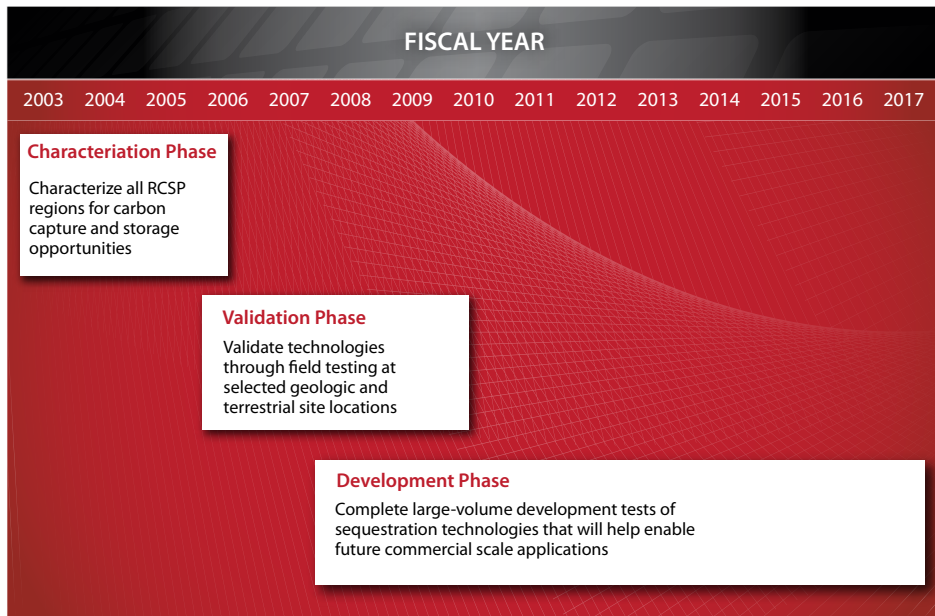 FISCAL YEAR
2003 2004 2005 2006 2007 2008 2009 2010 2011 2012 2013 2014 2015 2016 2017
Characteriation Phase
Characterize all RCSP
regions for carbon
capture and storage
opportunities
Validation Phase
Validate technologies
through field testing at
selected geologic and
terrestrial site locations
Development Phase
Complete large-volume development tests of
sequestration technologies that will help enable
future commercial scale applications